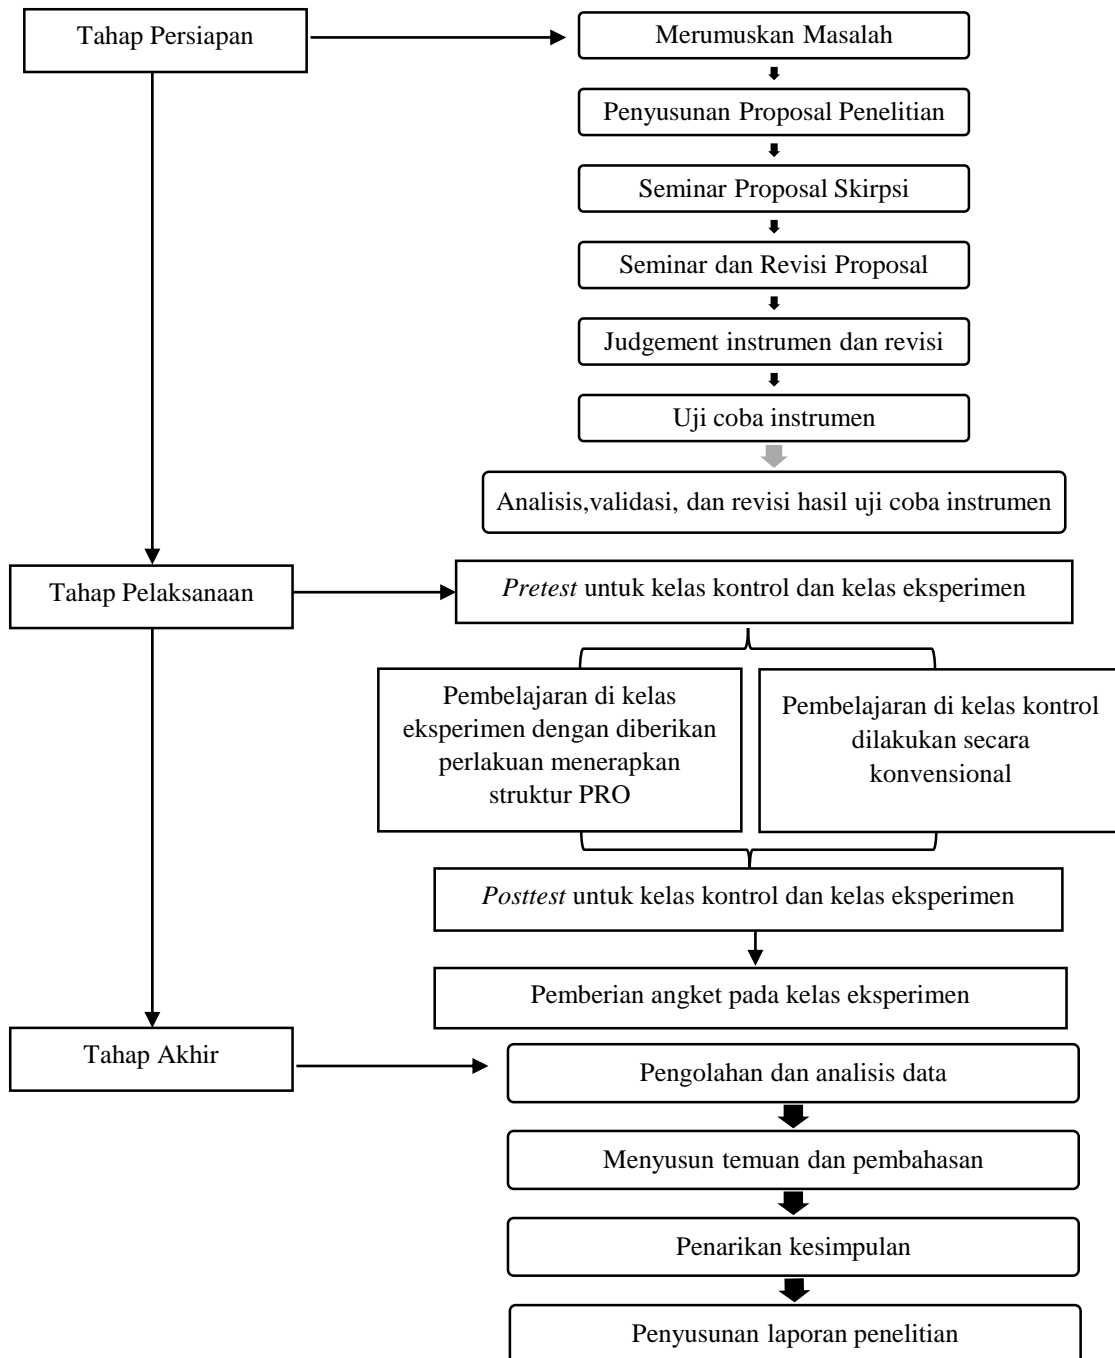 Tahap Persiapan
Merumuskan Masalah
Penyusunan Proposal Penelitian
Seminar Proposal Skirpsi
Seminar dan Revisi Proposal
Judgement instrumen dan revisi
Uji coba instrumen
Analisis,validasi, dan revisi hasil uji coba instrumen
Tahap Pelaksanaan
Pretest untuk kelas kontrol dan kelas eksperimen
Pembelajaran di kelas
eksperimen dengan diberikan
perlakuan menerapkan
struktur PRO
Pembelajaran di kelas kontrol
dilakukan secara
konvensional
Posttest untuk kelas kontrol dan kelas eksperimen
Pemberian angket pada kelas eksperimen
Tahap Akhir
Pengolahan dan analisis data
Menyusun temuan dan pembahasan
Penarikan kesimpulan
Penyusunan laporan penelitian